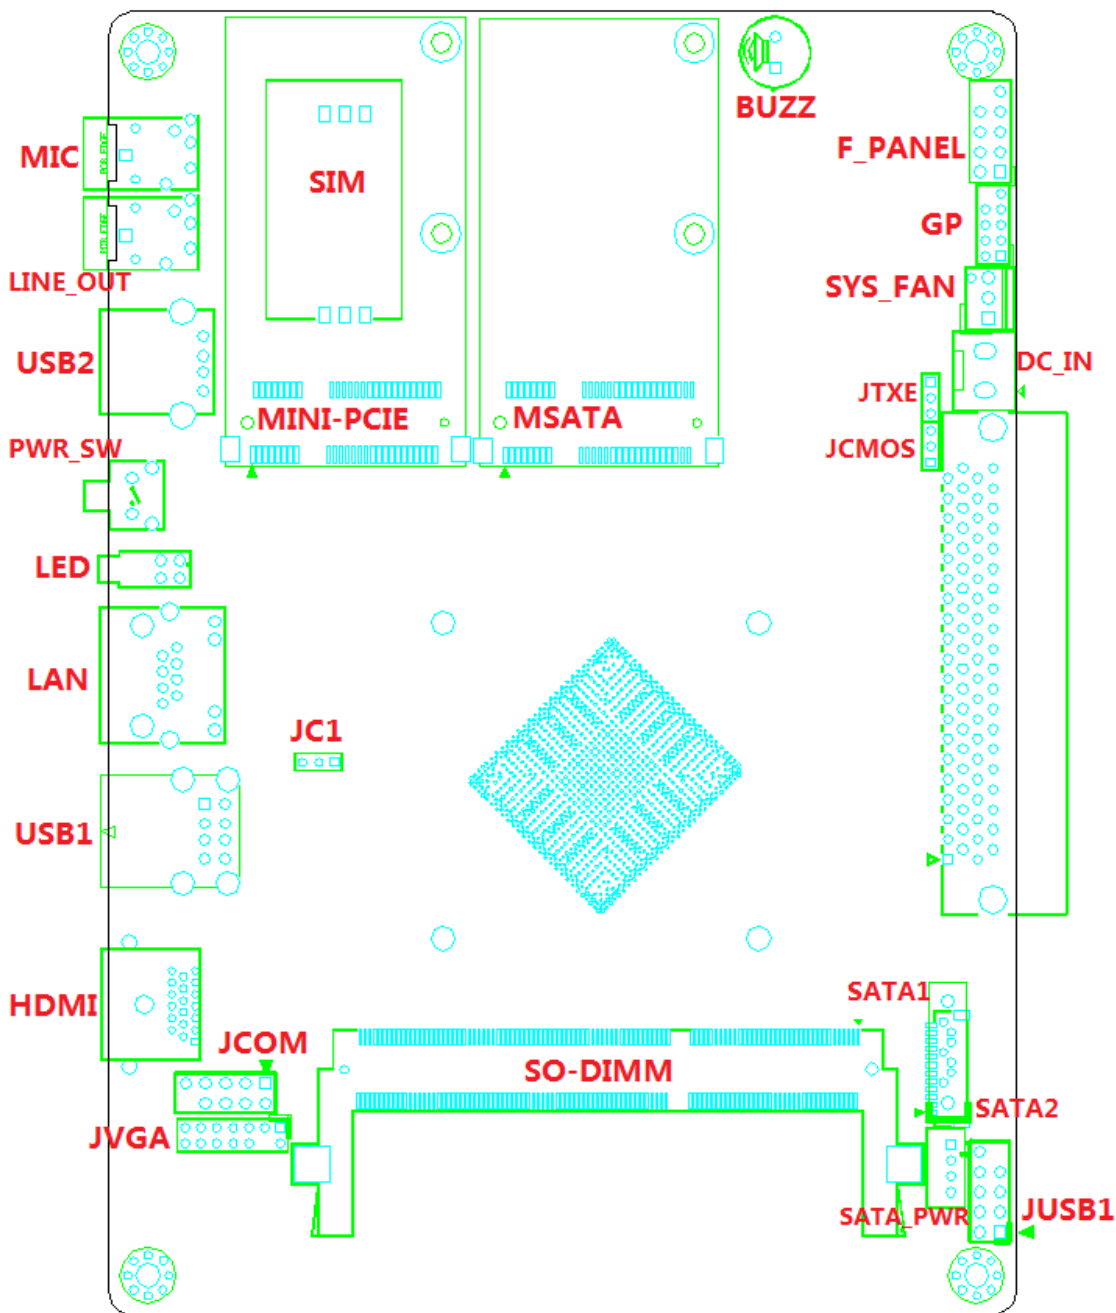 BUZZ
MIC
F_PANEL
SIM
GP
LINE_OUT
SYS_FAN
USB2
DC_IN
JTXE
MINI-PCIE
MSATA
PWR_SW
JCMOS
LED
LAN
JC1
USB1
SATA1
HDMI
JCOM
SO-DIMM
SATA2
JVGA
SATA_PWR
JUSB1